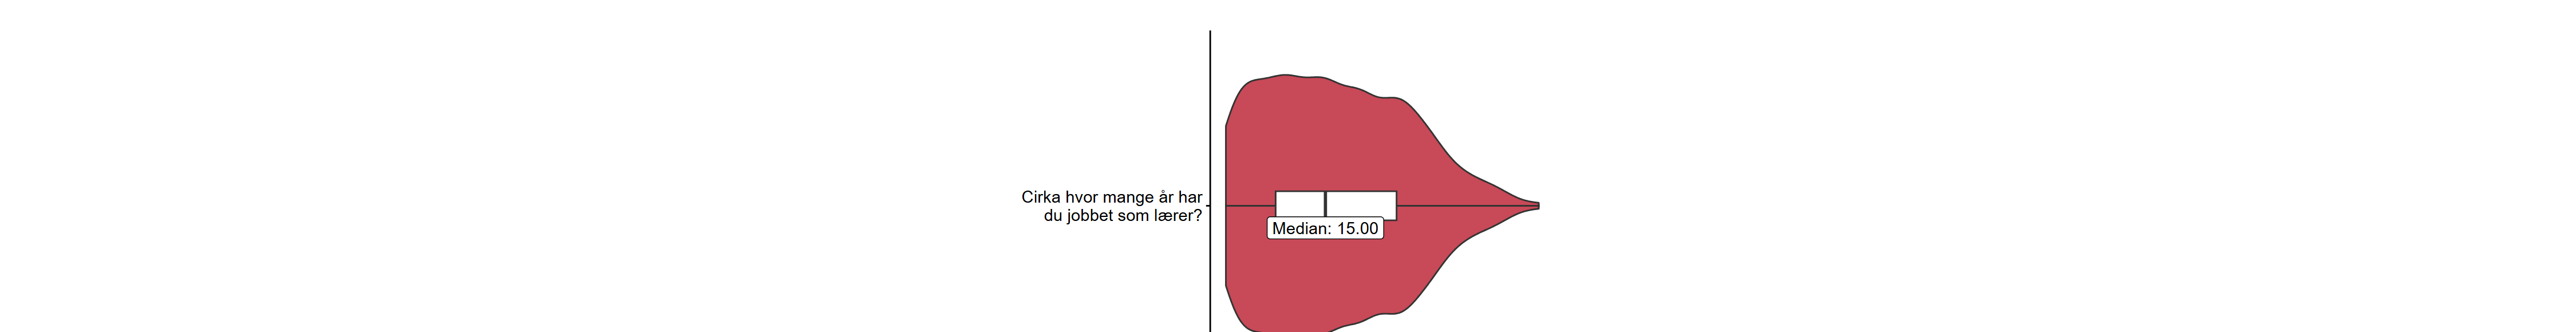 Cirka hvor mange år har
du jobbet som lærer?
Median: 15.00